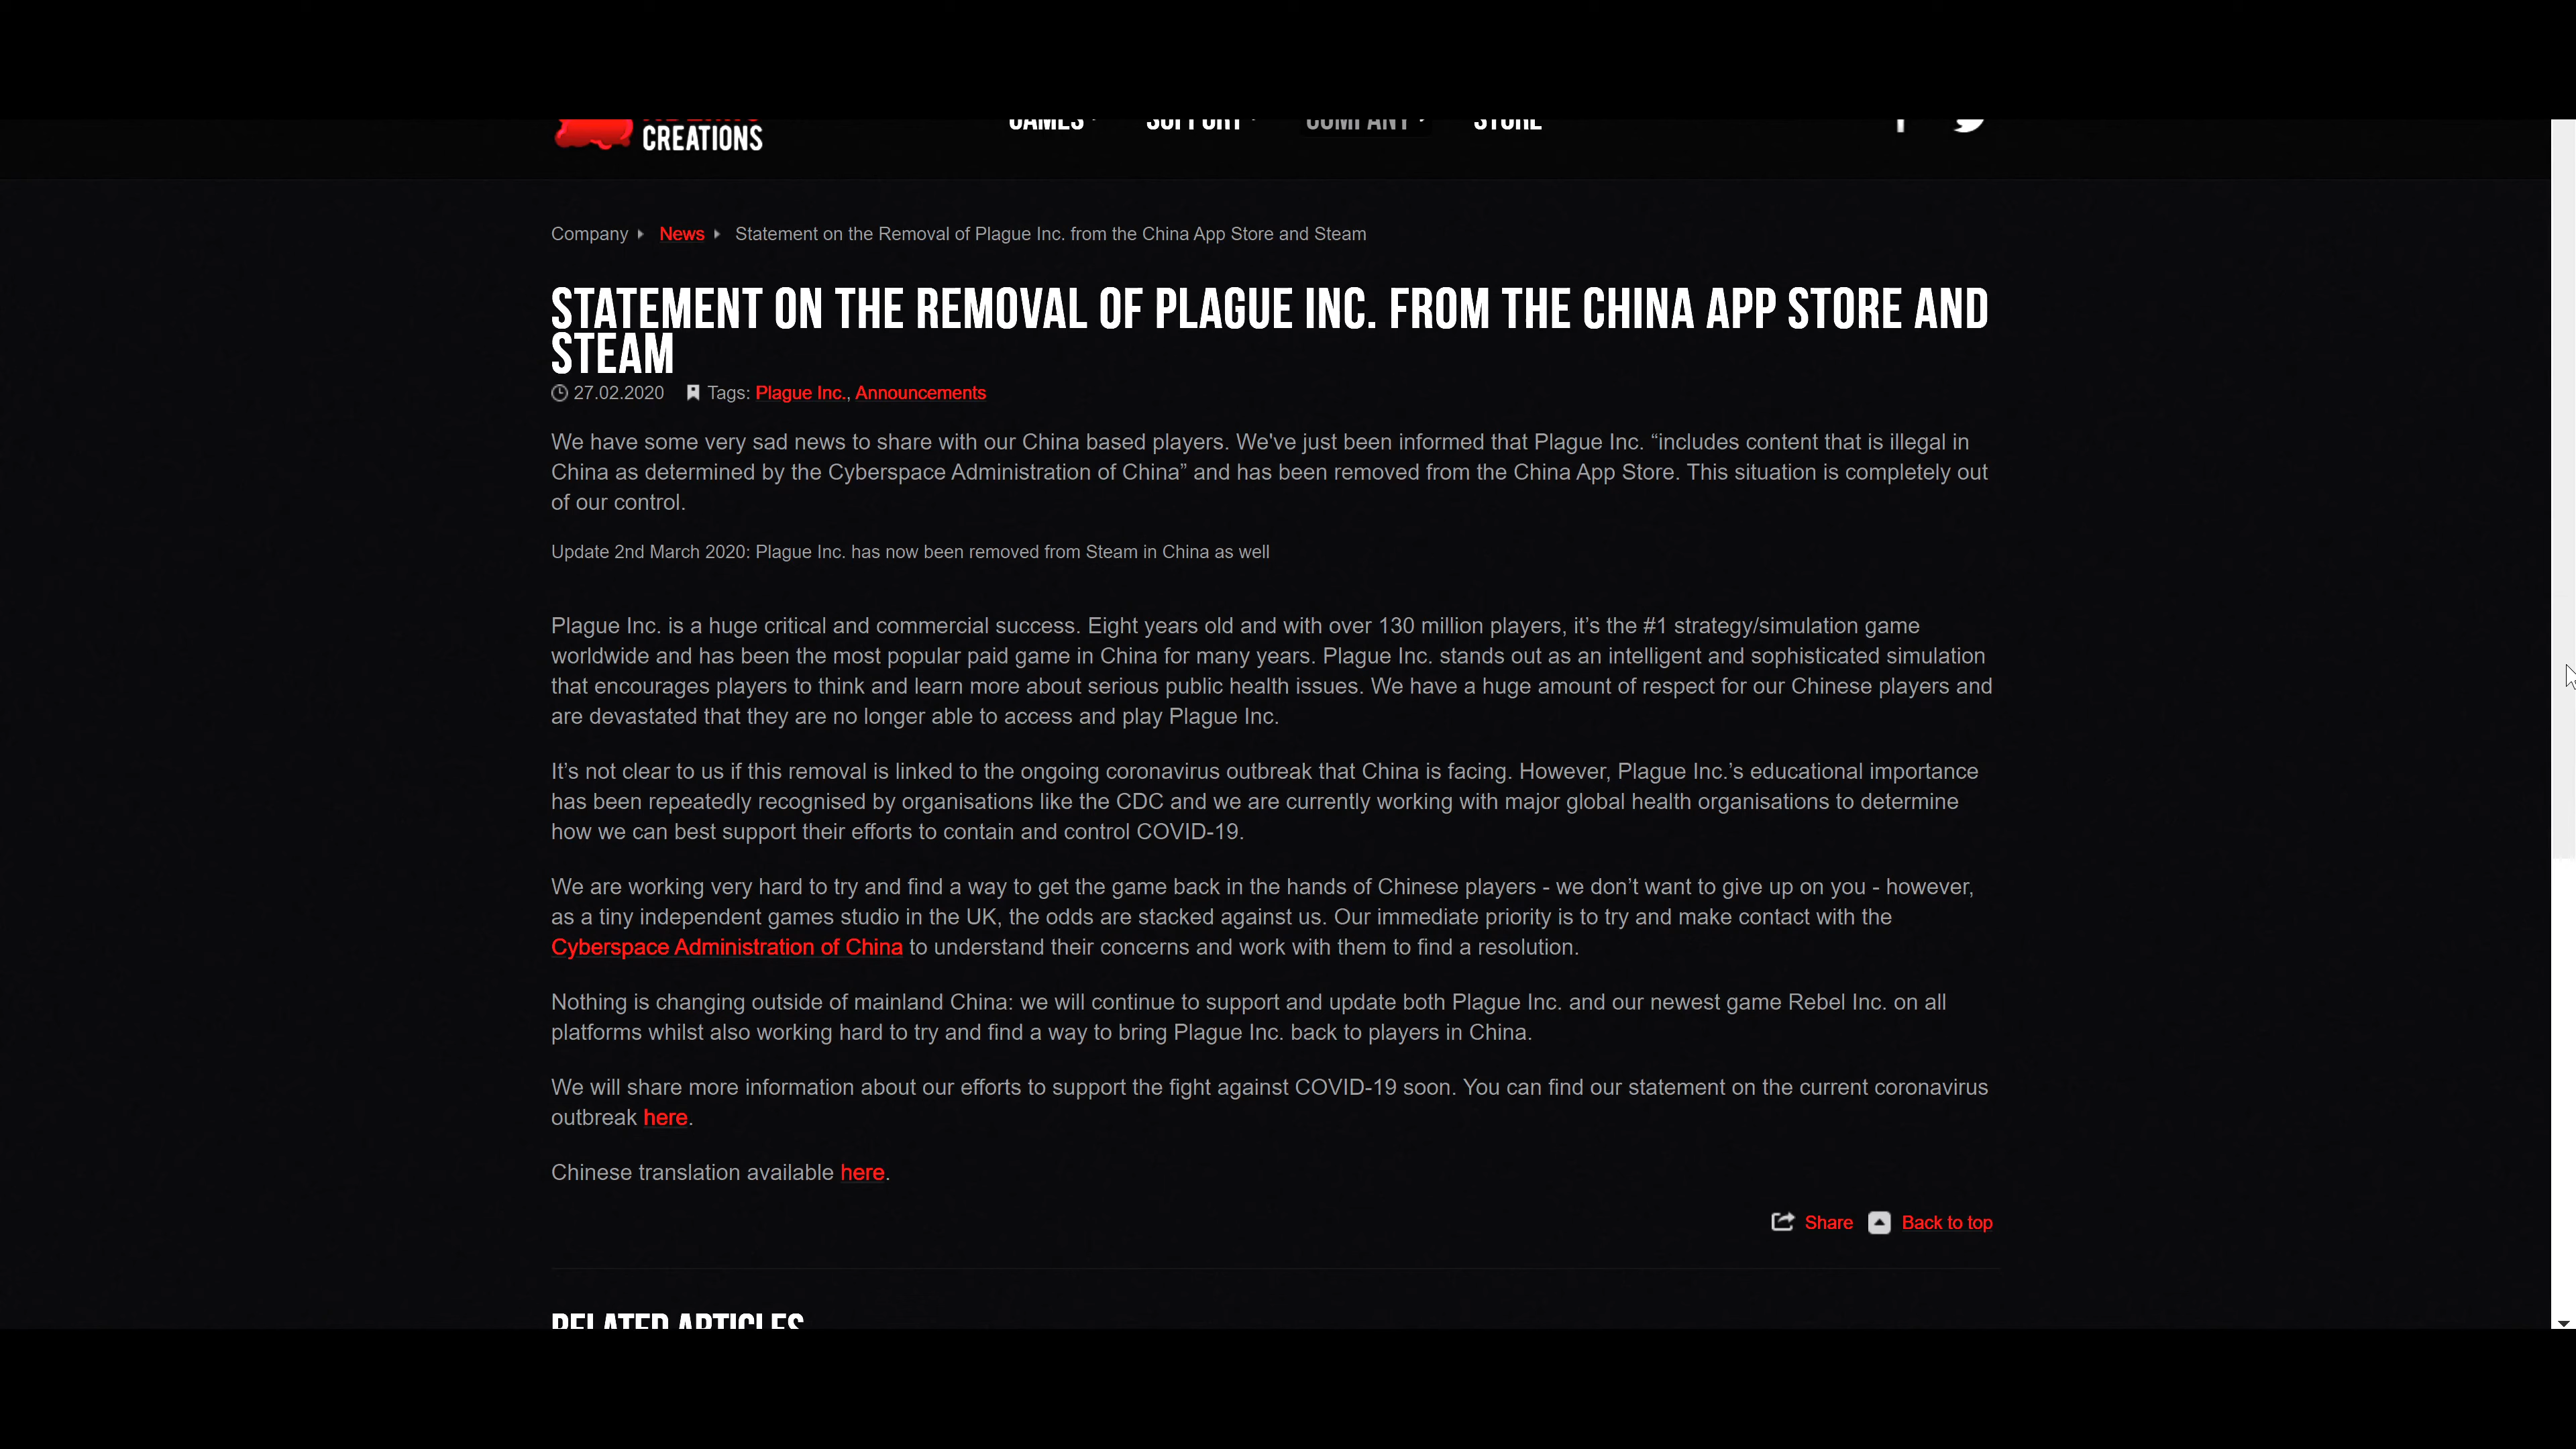 CREATIONS
GAMES SUPPORT COMPANY STORE
Company News Statement on the Removal of Plague Inc. from the China App Store and Steam
STATEMENT ON THE REMOVAL OF PLAGUE INC. FROM THE CHINA APP STORE AND
STEAM
27.02.2020 Tags: Plague Inc., Announcements
We have some very sad news to share with our China based players. We've just been informed that Plague Inc. “includes content that is illegal in
China as determined by the Cyberspace Administration of China” and has been removed from the China App Store. This situation is completely out
of our control.
Update 2nd March 2020: Plague Inc. has now been removed from Steam in China as well
Plague Inc. is a huge critical and commercial success. Eight years old and with over 130 million players, it’s the #1 strategy/simulation game
worldwide and has been the most popular paid game in China for many years. Plague Inc. stands out as an intelligent and sophisticated simulation
that encourages players to think and learn more about serious public health issues. We have a huge amount of respect for our Chinese players and
are devastated that they are no longer able to access and play Plague Inc.
It’s not clear to us if this removal is linked to the ongoing coronavirus outbreak that China is facing. However, Plague Inc.’s educational importance
has been repeatedly recognised by organisations like the CDC and we are currently working with major global health organisations to determine
how we can best support their efforts to contain and control COVID-19.
We are working very hard to try and find a way to get the game back in the hands of Chinese players - we don’t want to give up on you - however,
as a tiny independent games studio in the UK, the odds are stacked against us. Our immediate priority is to try and make contact with the
Cyberspace Administration of China to understand their concerns and work with them to find a resolution.
Nothing is changing outside of mainland China: we will continue to support and update both Plague Inc. and our newest game Rebel Inc. on all
platforms whilst also working hard to try and find a way to bring Plague Inc. back to players in China.
We will share more information about our efforts to support the fight against COVID-19 soon. You can find our statement on the current coronavirus
outbreak here.
Chinese translation available here.
Share Back to top
RELATED ARTICLES